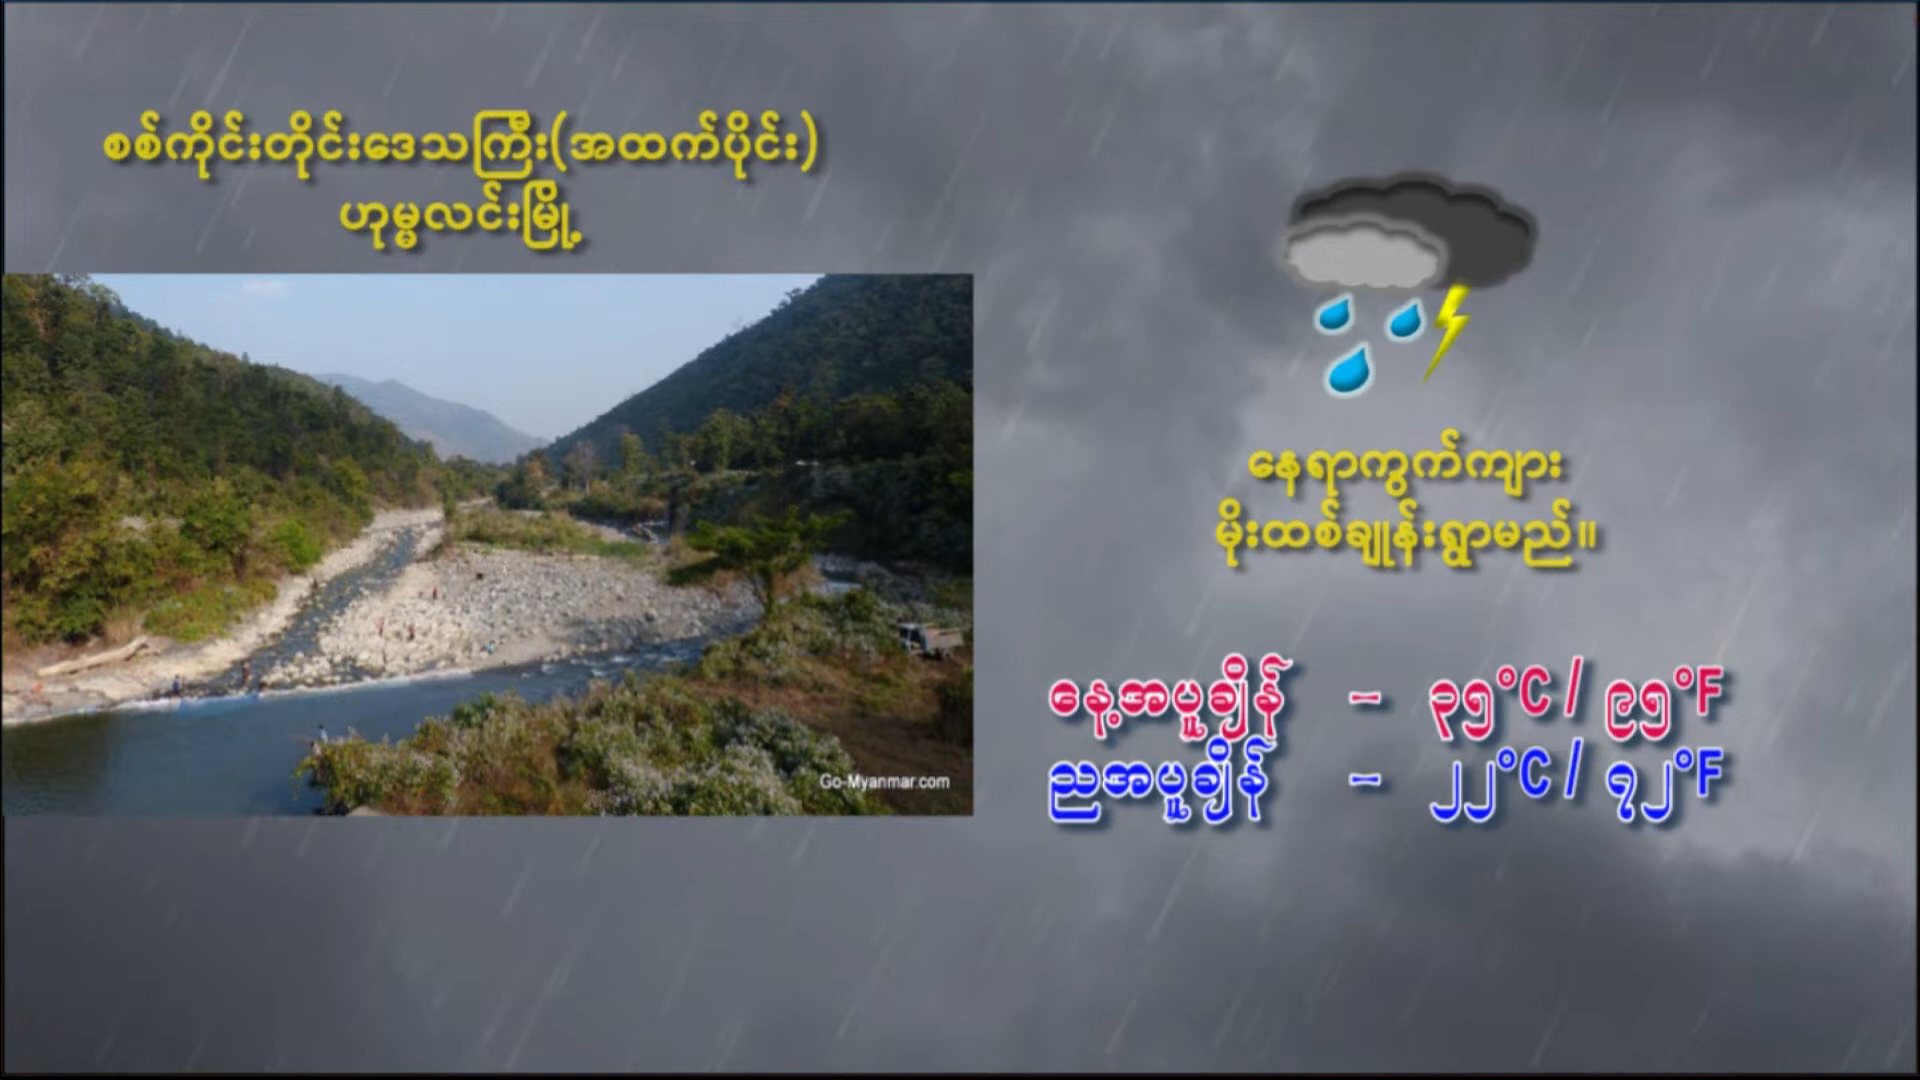 စစ်ကိုင်းတိုင်းဒေသကြီး(အထက်ပိုင်း)
ဟုမ္မလင်းမြို့
Go-Myanmar.com
နေရာကွက်ကျား
မိုးထစ်ချုန်းရွာမည်။
နေ့အပူချိန် - ၃၅°C / ၉၅°F
ညအပူချိန် - ၂၂°C / ၇၂°F